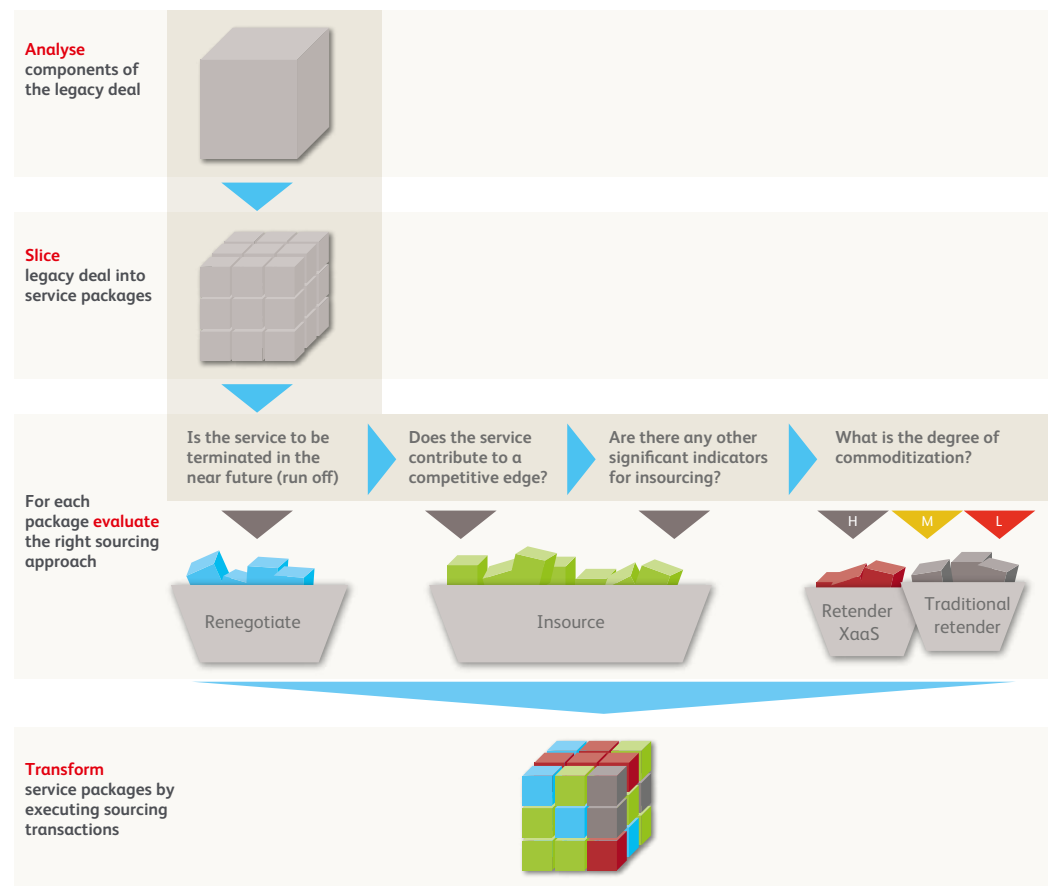 Analyse
components of
the legacy deal
Slice
legacy deal into
service packages
Is the service to be
terminated in the
near future (run off)
Does the service
contribute to a
competitive edge?
Are there any other
significant indicators
for insourcing?
What is the degree of
commoditization?
For each
package evaluate
the right sourcing
approach
H
M
L
Renegotiate
Insource
Retender
XaaS
Traditional
retender
Transform
service packages by
executing sourcing
transactions